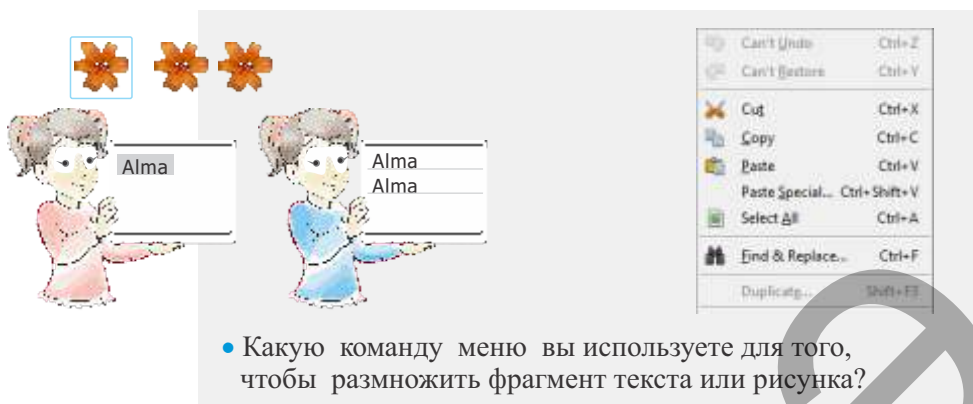 Alma
Alma
Alma
Can't Undo Ctrl+Z
Can't Restore Ctrl+Y
Cut Ctrl+X
Copy Ctrl+C
Paste Ctrl+V
Paste Special... Ctrl+Shift+V
Select All Ctrl+A
Find & Replace... Ctrl+F
Duplicate... Shift+F3
• Какую команду меню вы используете для того,
чтобы размножить фрагмент текста или рисунка?